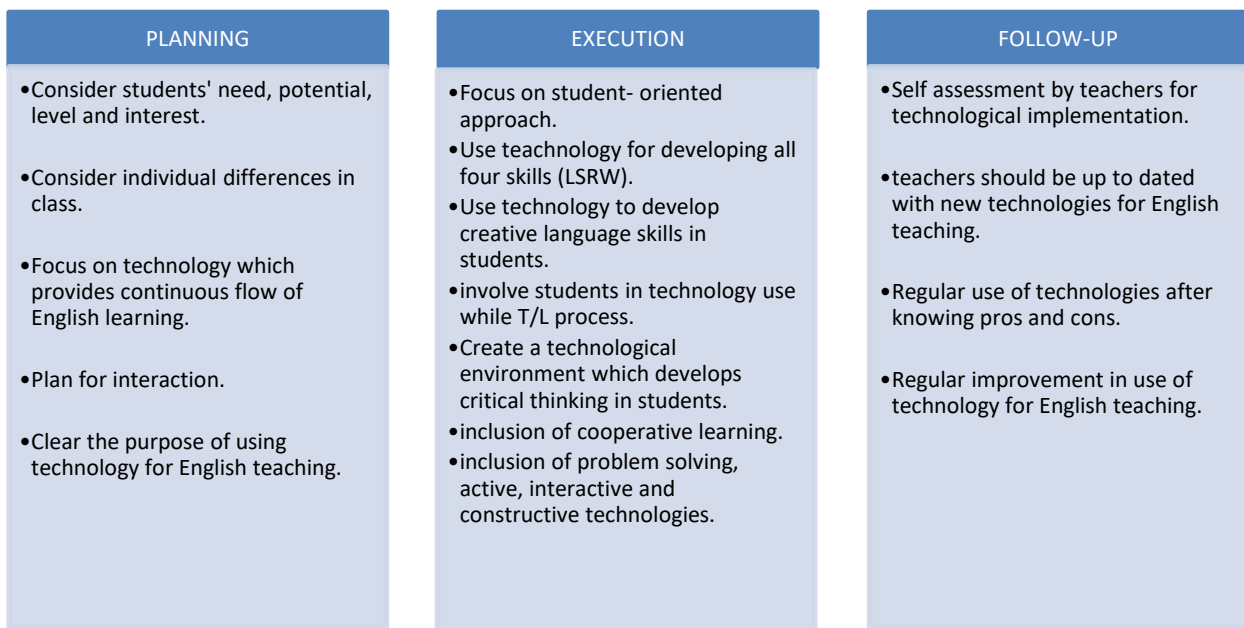 PLANNING
•Consider students' need, potential,
level and interest.
•Consider individual differences in
class.
•Focus on technology which
provides continuous flow of
English learning.
•Plan for interaction.
•Clear the purpose of using
technology for English teaching.
EXECUTION
•Focus on student- oriented
approach.
•Use teachnology for developing all
four skills (LSRW).
•Use technology to develop
creative language skills in
students.
•involve students in technology use
while T/L process.
•Create a technological
environment which develops
critical thinking in students.
•inclusion of cooperative learning.
•inclusion of problem solving,
active, interactive and
constructive technologies.
FOLLOW-UP
•Self assessment by teachers for
technological implementation.
•teachers should be up to dated
with new technologies for English
teaching.
•Regular use of technologies after
knowing pros and cons.
•Regular improvement in use of
technology for English teaching.